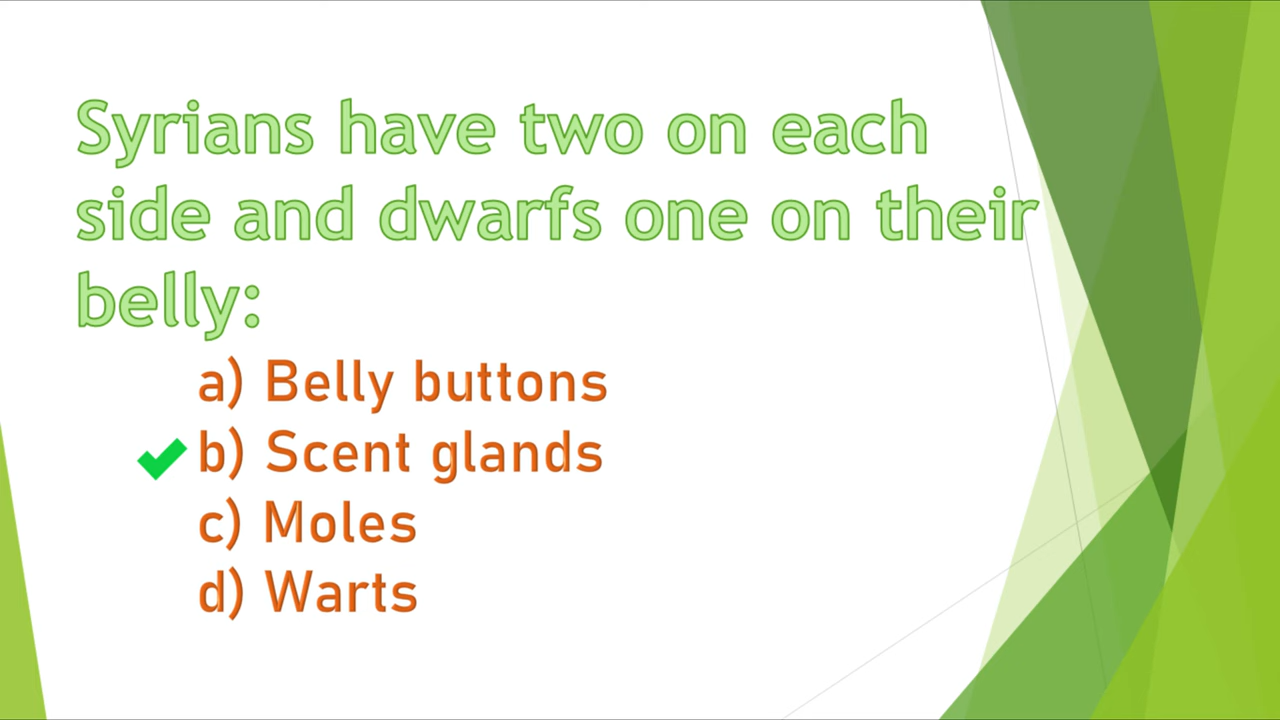 Syrians have two on each
side and dwarfs one on their
belly:
a) Belly buttons
b) Scent glands
c) Moles
d) Warts